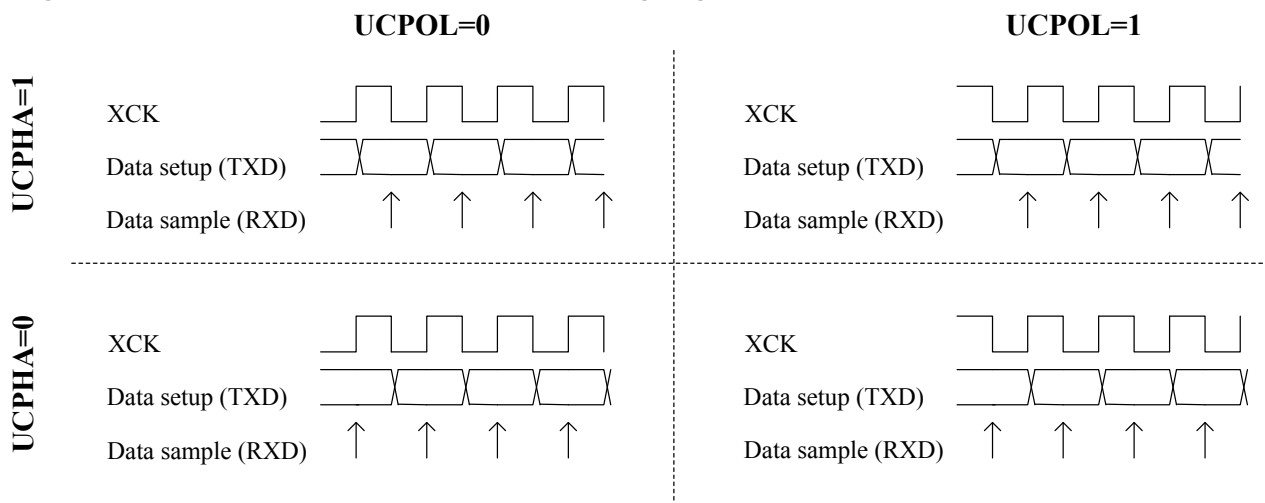 UCPOL=0
UCPOL=1
UCPHA=1
XCK
Data setup (TXD)
Data sample (RXD)
XCK
Data setup (TXD)
Data sample (RXD)
UCPHA=0
XCK
Data setup (TXD)
Data sample (RXD)
XCK
Data setup (TXD)
Data sample (RXD)